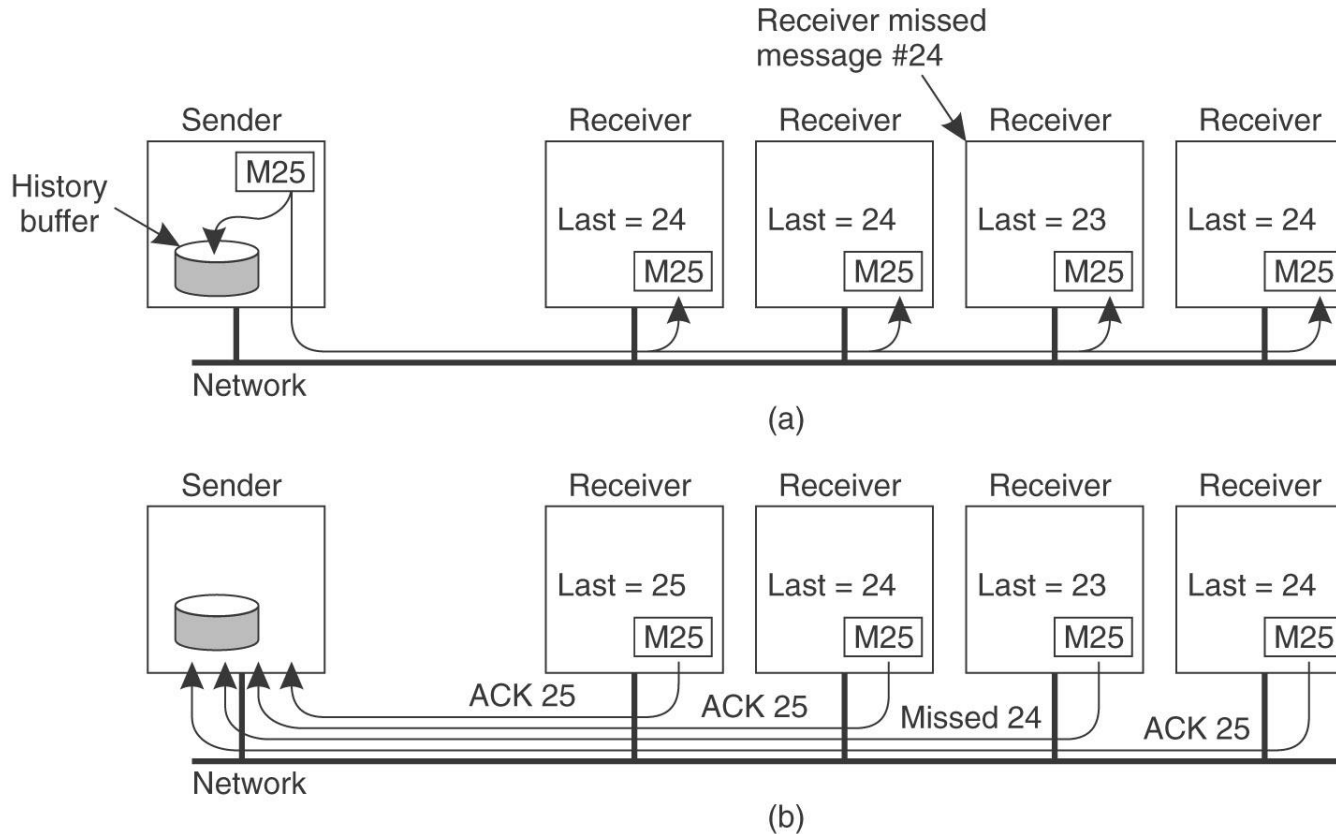 Receiver missed
message #24
Sender
Receiver
Receiver
Receiver
Receiver
History
buffer
M25
Last = 24
Last = 24
Last = 23
Last = 24
M25
M25
M25
M25
Network
(a)
Sender
Receiver
Receiver
Receiver
Receiver
Last = 25
Last = 24
Last = 23
Last = 24
M25
M25
M25
M25
ACK 25
ACK 25
Missed 24
ACK 25
Network
(b)